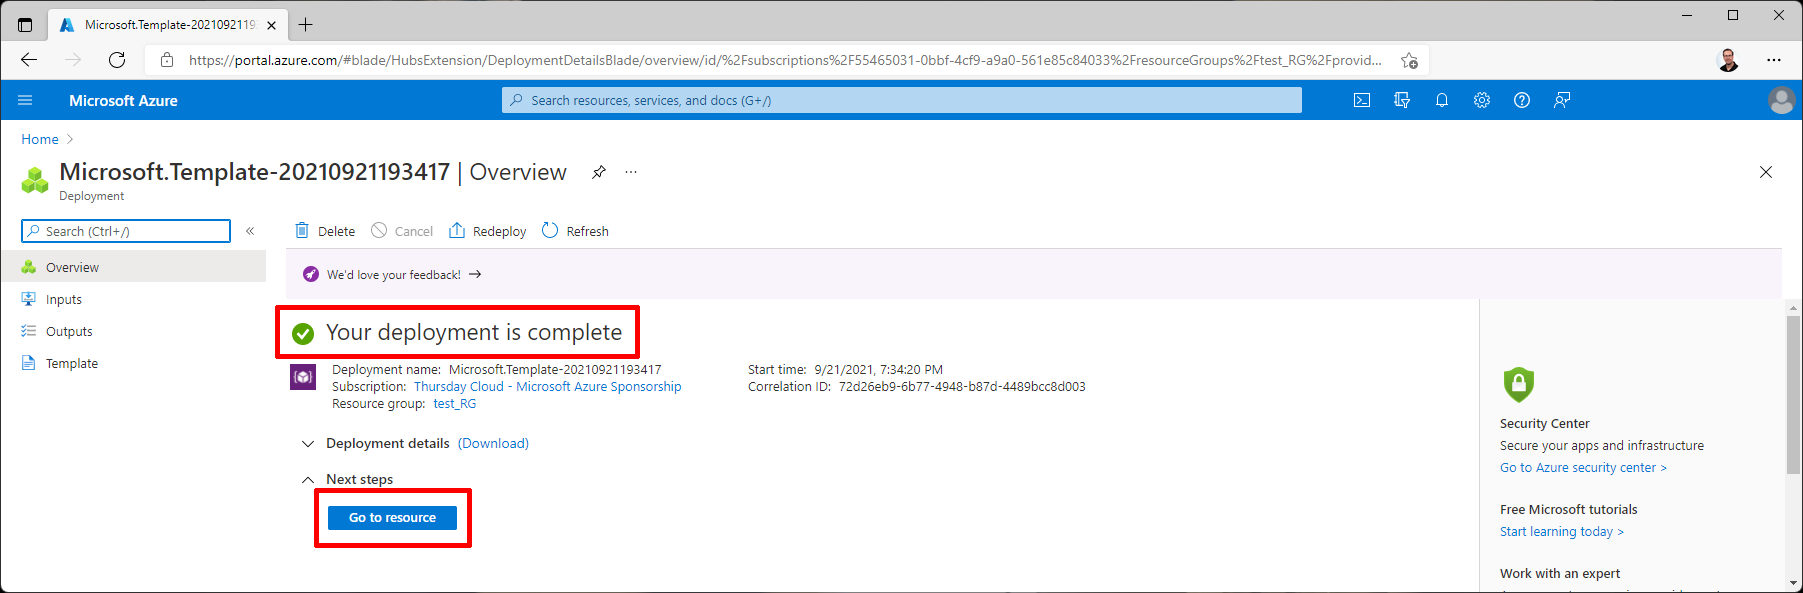 Microsoft.Template-2021092119
https://portal.azure.com/#blade/HubsExtension/DeploymentDetailsBlade/overview/id/%2Fsubscriptions%2F55465031-0bbf-4cf9-a9a0-561e85c84033%2FresourceGroups%2Ftest_RG%2Fprovid...
Microsoft Azure
Search resources, services, and docs (G+/)
Home
Microsoft.Template-20210921193417 | Overview
Deployment
Search (Ctrl+/)
Overview
Inputs
Outputs
Template
Delete
Cancel
Redeploy
Refresh
We'd love your feedback! →
Your deployment is complete
Deployment name: Microsoft.Template-20210921193417
Subscription: Thursday Cloud - Microsoft Azure Sponsorship
Resource group: test_RG
Start time: 9/21/2021, 7:34:20 PM
Correlation ID: 72d26eb9-6b77-4948-b87d-4489bcc8d003
Deployment details (Download)
Next steps
Go to resource
Security Center
Secure your apps and infrastructure
Go to Azure security center >
Free Microsoft tutorials
Start learning today >
Work with an expert